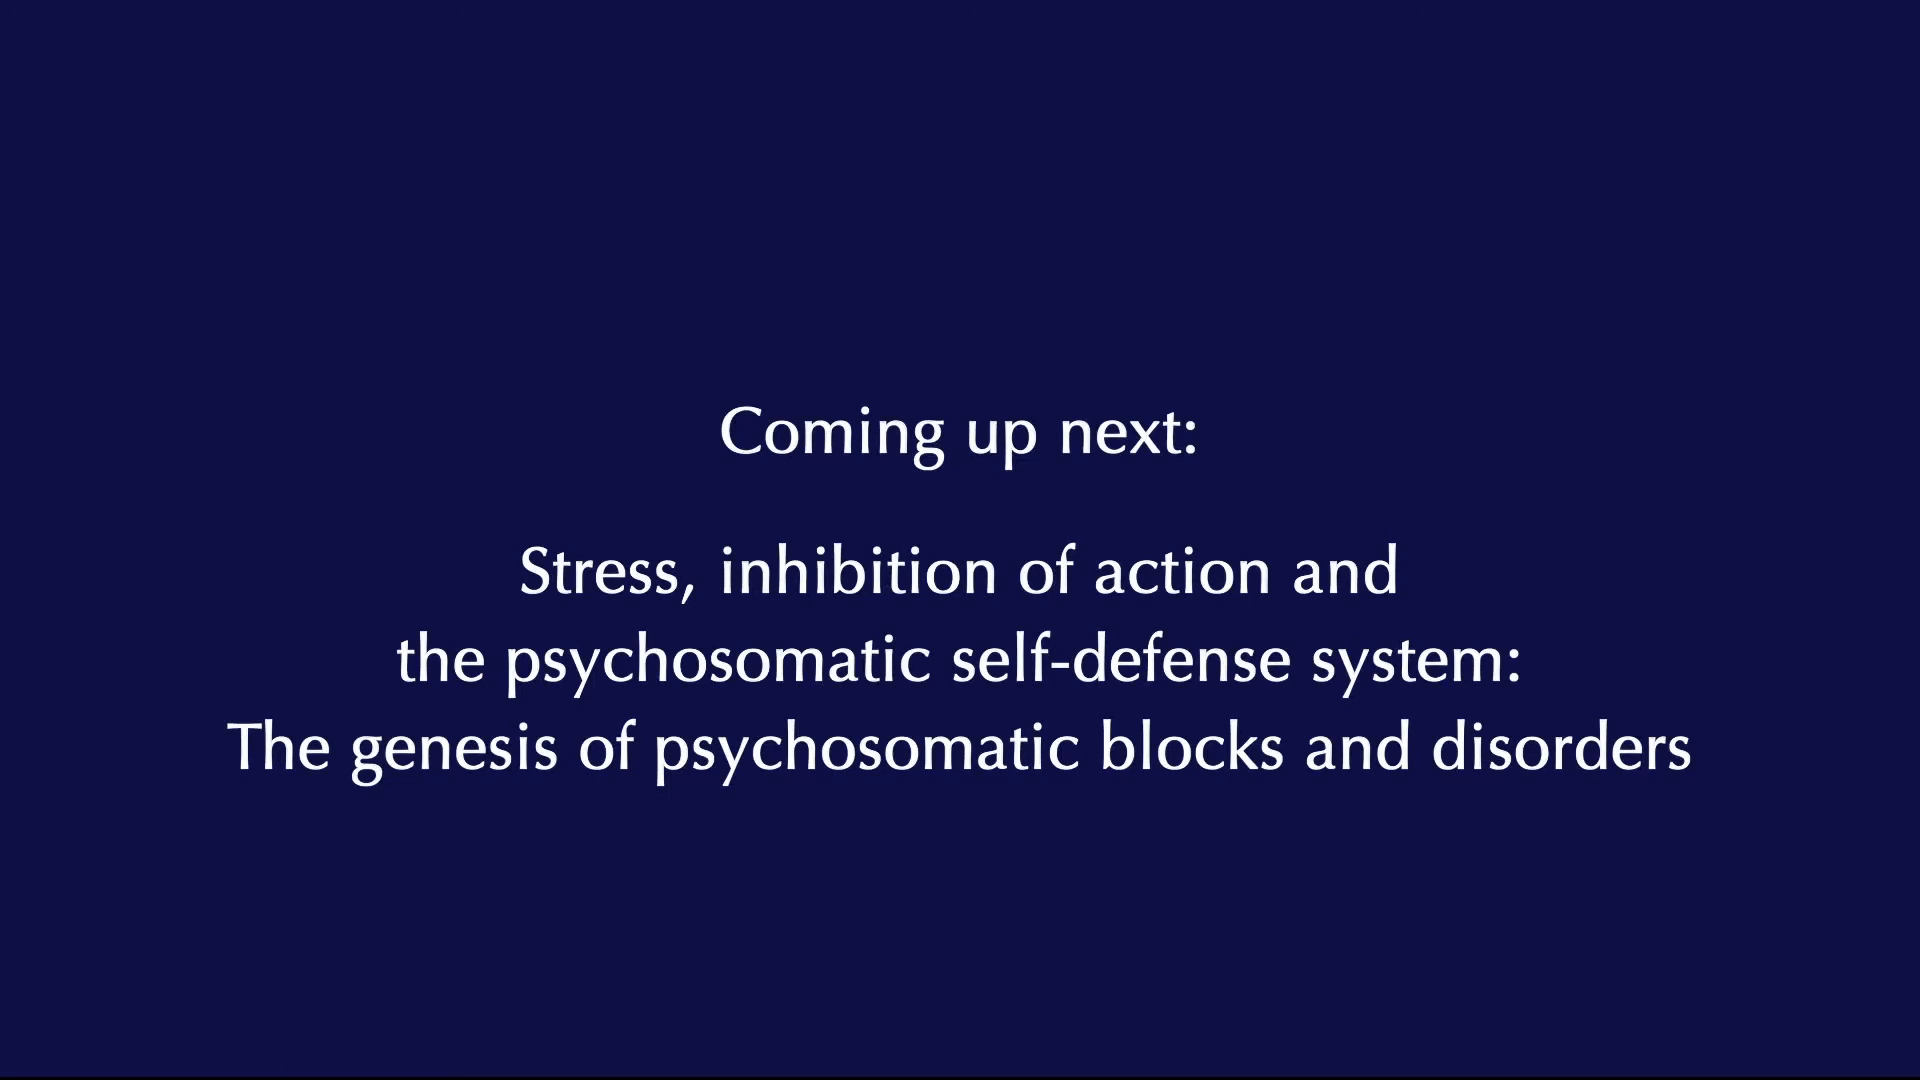 Coming up next:
Stress, inhibition of action and
the psychosomatic self-defense system:
The genesis of psychosomatic blocks and disorders